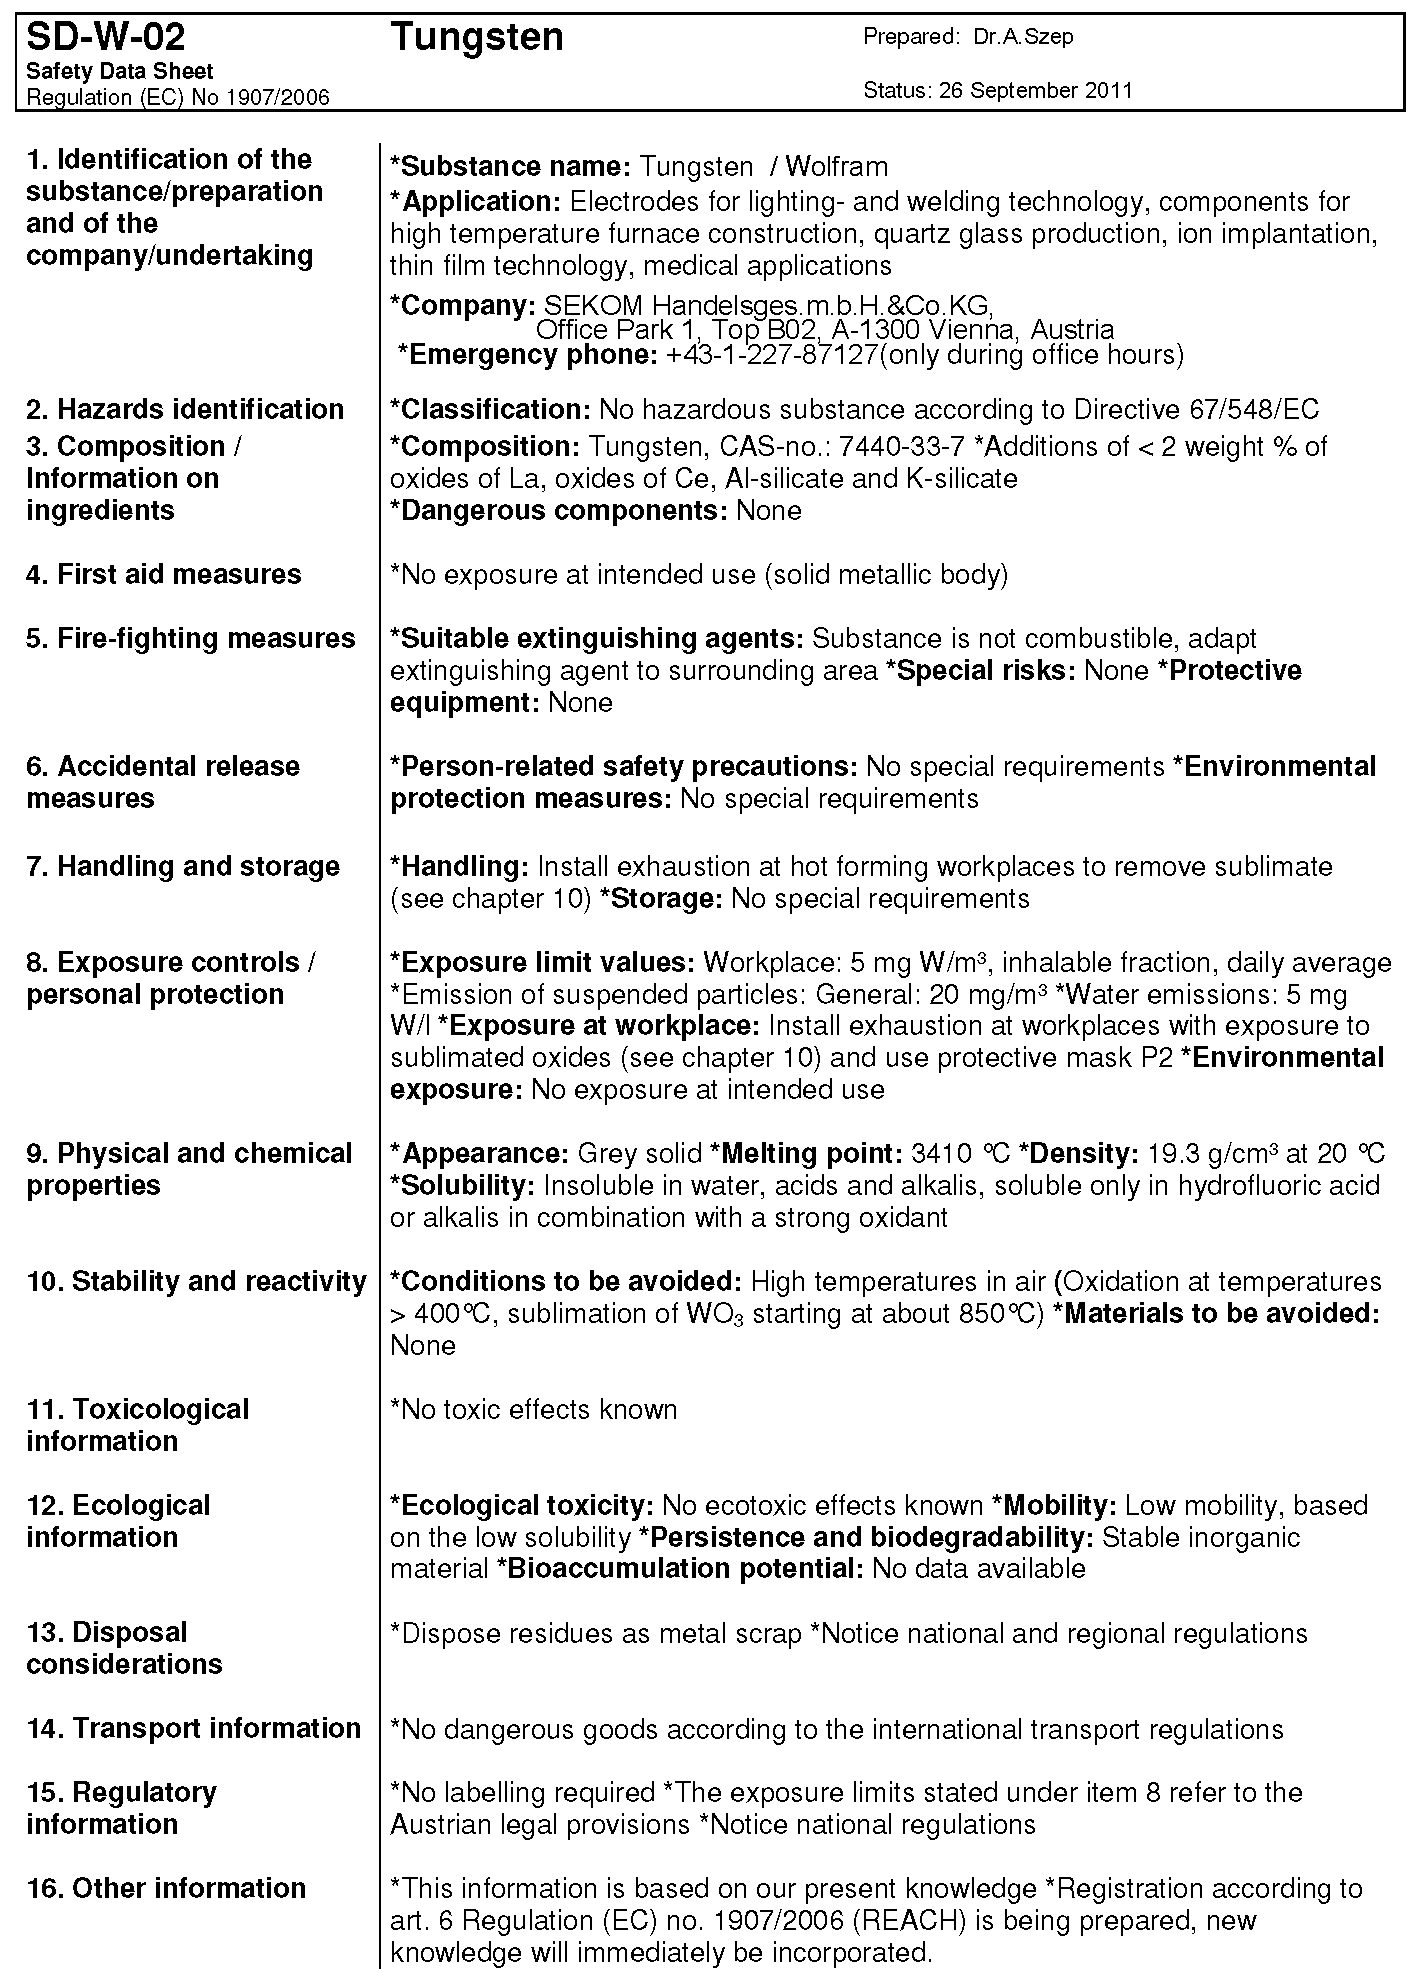 SD-W-02
Tungsten
Prepared: Dr.A.Szep
Safety Data Sheet
Regulation (EC) No 1907/2006
Status: 26 September 2011
1. Identification of the
substance/preparation
and of the
company/undertaking
*Substance name: Tungsten / Wolfram
*Application: Electrodes for lighting- and welding technology, components for
high temperature furnace construction, quartz glass production, ion implantation,
thin film technology, medical applications
*Company: SEKOM Handelsges.m.b.H.&Co.KG,
Office Park 1, Top B02, A-1300 Vienna, Austria
*Emergency phone: +43-1-227-87127(only during office hours)
2. Hazards identification
*Classification: No hazardous substance according to Directive 67/548/EC
3. Composition /
Information on
ingredients
*Composition: Tungsten, CAS-no.: 7440-33-7 *Additions of < 2 weight % of
oxides of La, oxides of Ce, Al-silicate and K-silicate
*Dangerous components: None
4. First aid measures
*No exposure at intended use (solid metallic body)
5. Fire-fighting measures
*Suitable extinguishing agents: Substance is not combustible, adapt
extinguishing agent to surrounding area *Special risks: None *Protective
equipment: None
6. Accidental release
measures
*Person-related safety precautions: No special requirements *Environmental
protection measures: No special requirements
7. Handling and storage
*Handling: Install exhaustion at hot forming workplaces to remove sublimate
(see chapter 10) *Storage: No special requirements
8. Exposure controls /
personal protection
*Exposure limit values: Workplace: 5 mg W/m³, inhalable fraction, daily average
*Emission of suspended particles: General: 20 mg/m³ *Water emissions: 5 mg
W/l *Exposure at workplace: Install exhaustion at workplaces with exposure to
sublimated oxides (see chapter 10) and use protective mask P2 *Environmental
exposure: No exposure at intended use
9. Physical and chemical
properties
*Appearance: Grey solid *Melting point: 3410 ºC *Density: 19.3 g/cm³ at 20 ºC
*Solubility: Insoluble in water, acids and alkalis, soluble only in hydrofluoric acid
or alkalis in combination with a strong oxidant
10. Stability and reactivity
*Conditions to be avoided: High temperatures in air (Oxidation at temperatures
> 400ºC, sublimation of WO₃ starting at about 850ºC) *Materials to be avoided:
None
11. Toxicological
information
*No toxic effects known
12. Ecological
information
*Ecological toxicity: No ecotoxic effects known *Mobility: Low mobility, based
on the low solubility *Persistence and biodegradability: Stable inorganic
material *Bioaccumulation potential: No data available
13. Disposal
considerations
*Dispose residues as metal scrap *Notice national and regional regulations
14. Transport information
*No dangerous goods according to the international transport regulations
15. Regulatory
information
*No labelling required *The exposure limits stated under item 8 refer to the
Austrian legal provisions *Notice national regulations
16. Other information
*This information is based on our present knowledge *Registration according to
art. 6 Regulation (EC) no. 1907/2006 (REACH) is being prepared, new
knowledge will immediately be incorporated.